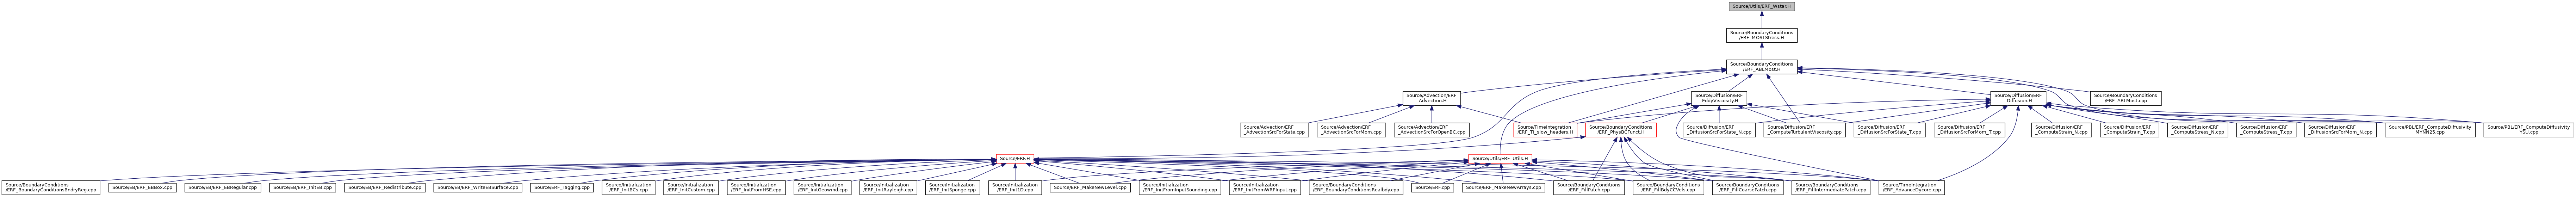 Source/Utils/ERF_Wstar.H
Source/BoundaryConditions
/ERF_MOSTStress.H
Source/BoundaryConditions
/ERF_ABLMost.H
Source/Advection/ERF
_Advection.H
Source/Diffusion/ERF
_EddyViscosity.H
Source/Diffusion/ERF
_Diffusion.H
Source/BoundaryConditions
/ERF_ABLMost.cpp
Source/Advection/ERF
_AdvectionSrcForState.cpp
Source/Advection/ERF
_AdvectionSrcForMom.cpp
Source/Advection/ERF
_AdvectionSrcForOpenBC.cpp
Source/TimeIntegration
/ERF_TI_slow_headers.H
Source/BoundaryConditions
/ERF_PhysBCFunct.H
Source/Diffusion/ERF
_DiffusionSrcForState_N.cpp
Source/Diffusion/ERF
_ComputeTurbulentViscosity.cpp
Source/Diffusion/ERF
_DiffusionSrcForState_T.cpp
Source/Diffusion/ERF
_DiffusionSrcForMom_T.cpp
Source/Diffusion/ERF
_ComputeStrain_N.cpp
Source/Diffusion/ERF
_ComputeStrain_T.cpp
Source/Diffusion/ERF
_ComputeStress_N.cpp
Source/Diffusion/ERF
_ComputeStress_T.cpp
Source/Diffusion/ERF
_DiffusionSrcForMom_N.cpp
Source/PBL/ERF_ComputeDiffusivity
MYNN25.cpp
Source/PBL/ERF_ComputeDiffusivity
YSU.cpp
Source/ERF.H
Source/Utils/ERF_Utils.H
Source/BoundaryConditions
/ERF_BoundaryConditionsBndryReg.cpp
Source/EB/ERF_EBBox.cpp
Source/EB/ERF_EBRegular.cpp
Source/EB/ERF_InitEB.cpp
Source/EB/ERF_Redistribute.cpp
Source/EB/ERF_WriteEBSurface.cpp
Source/ERF_Tagging.cpp
Source/Initialization
/ERF_InitBCs.cpp
Source/Initialization
/ERF_InitCustom.cpp
Source/Initialization
/ERF_InitFromHSE.cpp
Source/Initialization
/ERF_InitGeowind.cpp
Source/Initialization
/ERF_InitRayleigh.cpp
Source/Initialization
/ERF_InitSponge.cpp
Source/Initialization
/ERF_Init1D.cpp
Source/ERF_MakeNewLevel.cpp
Source/Initialization
/ERF_InitFromInputSounding.cpp
Source/Initialization
/ERF_InitFromWRFInput.cpp
Source/BoundaryConditions
/ERF_BoundaryConditionsRealbdy.cpp
Source/ERF.cpp
Source/ERF_MakeNewArrays.cpp
Source/BoundaryConditions
/ERF_FillPatch.cpp
Source/BoundaryConditions
/ERF_FillBdyCCVels.cpp
Source/BoundaryConditions
/ERF_FillCoarsePatch.cpp
Source/BoundaryConditions
/ERF_FillIntermediatePatch.cpp
Source/TimeIntegration
/ERF_AdvanceDycore.cpp